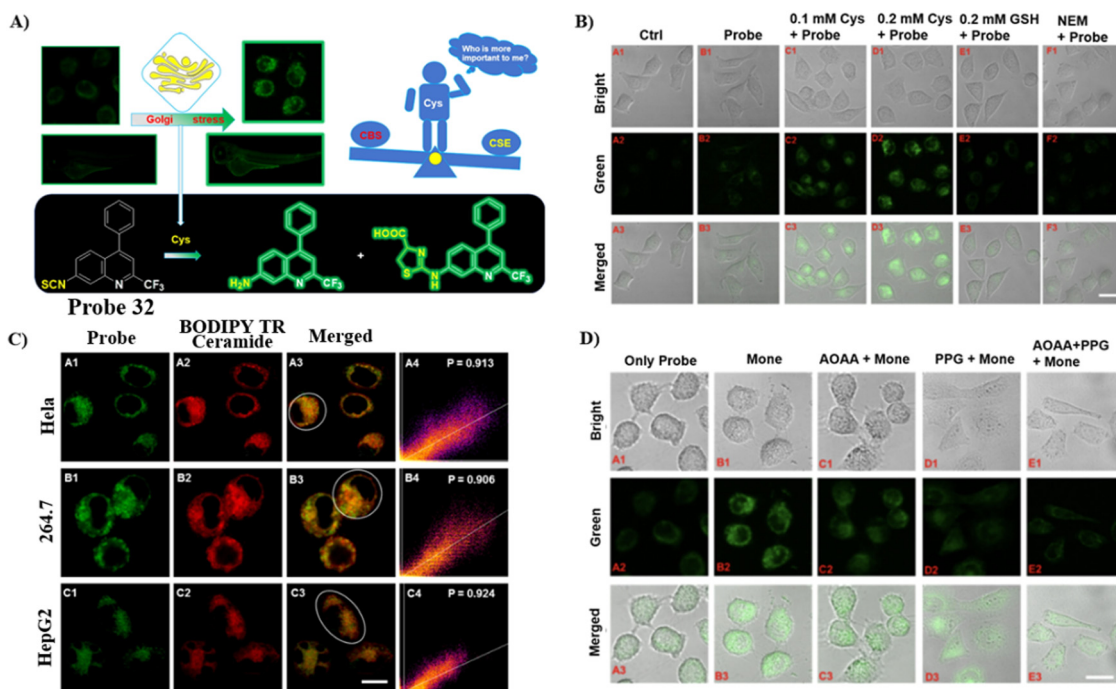 A)
Who is more
important to me?
Cys
Golgi stress
CBS
CSE
Cys
HOOC
N
S
N
H
N
CF₃
SCN
N
CF₃
H₂N
N
CF₃
+
Probe 32
B)
Ctrl
Probe
0.1 mM Cys
+ Probe
0.2 mM Cys
+ Probe
0.2 mM GSH
+ Probe
NEM
+ Probe
Bright
A1 B1 C1 D1 E1 F1
Green
A2 B2 C2 D2 E2 F2
Merged
A3 B3 C3 D3 E3 F3
C)
Probe
BODIPY TR
Ceramide
Merged
Hela
A1 A2 A3 A4 P = 0.913
264.7
B1 B2 B3 B4 P = 0.906
HepG2
C1 C2 C3 C4 P = 0.924
D)
Only Probe
Mone
AOAA + Mone
PPG + Mone
AOAA+PPG
+ Mone
Bright
A1 B1 C1 D1 E1
Green
A2 B2 C2 D2 E2
Merged
A3 B3 C3 D3 E3